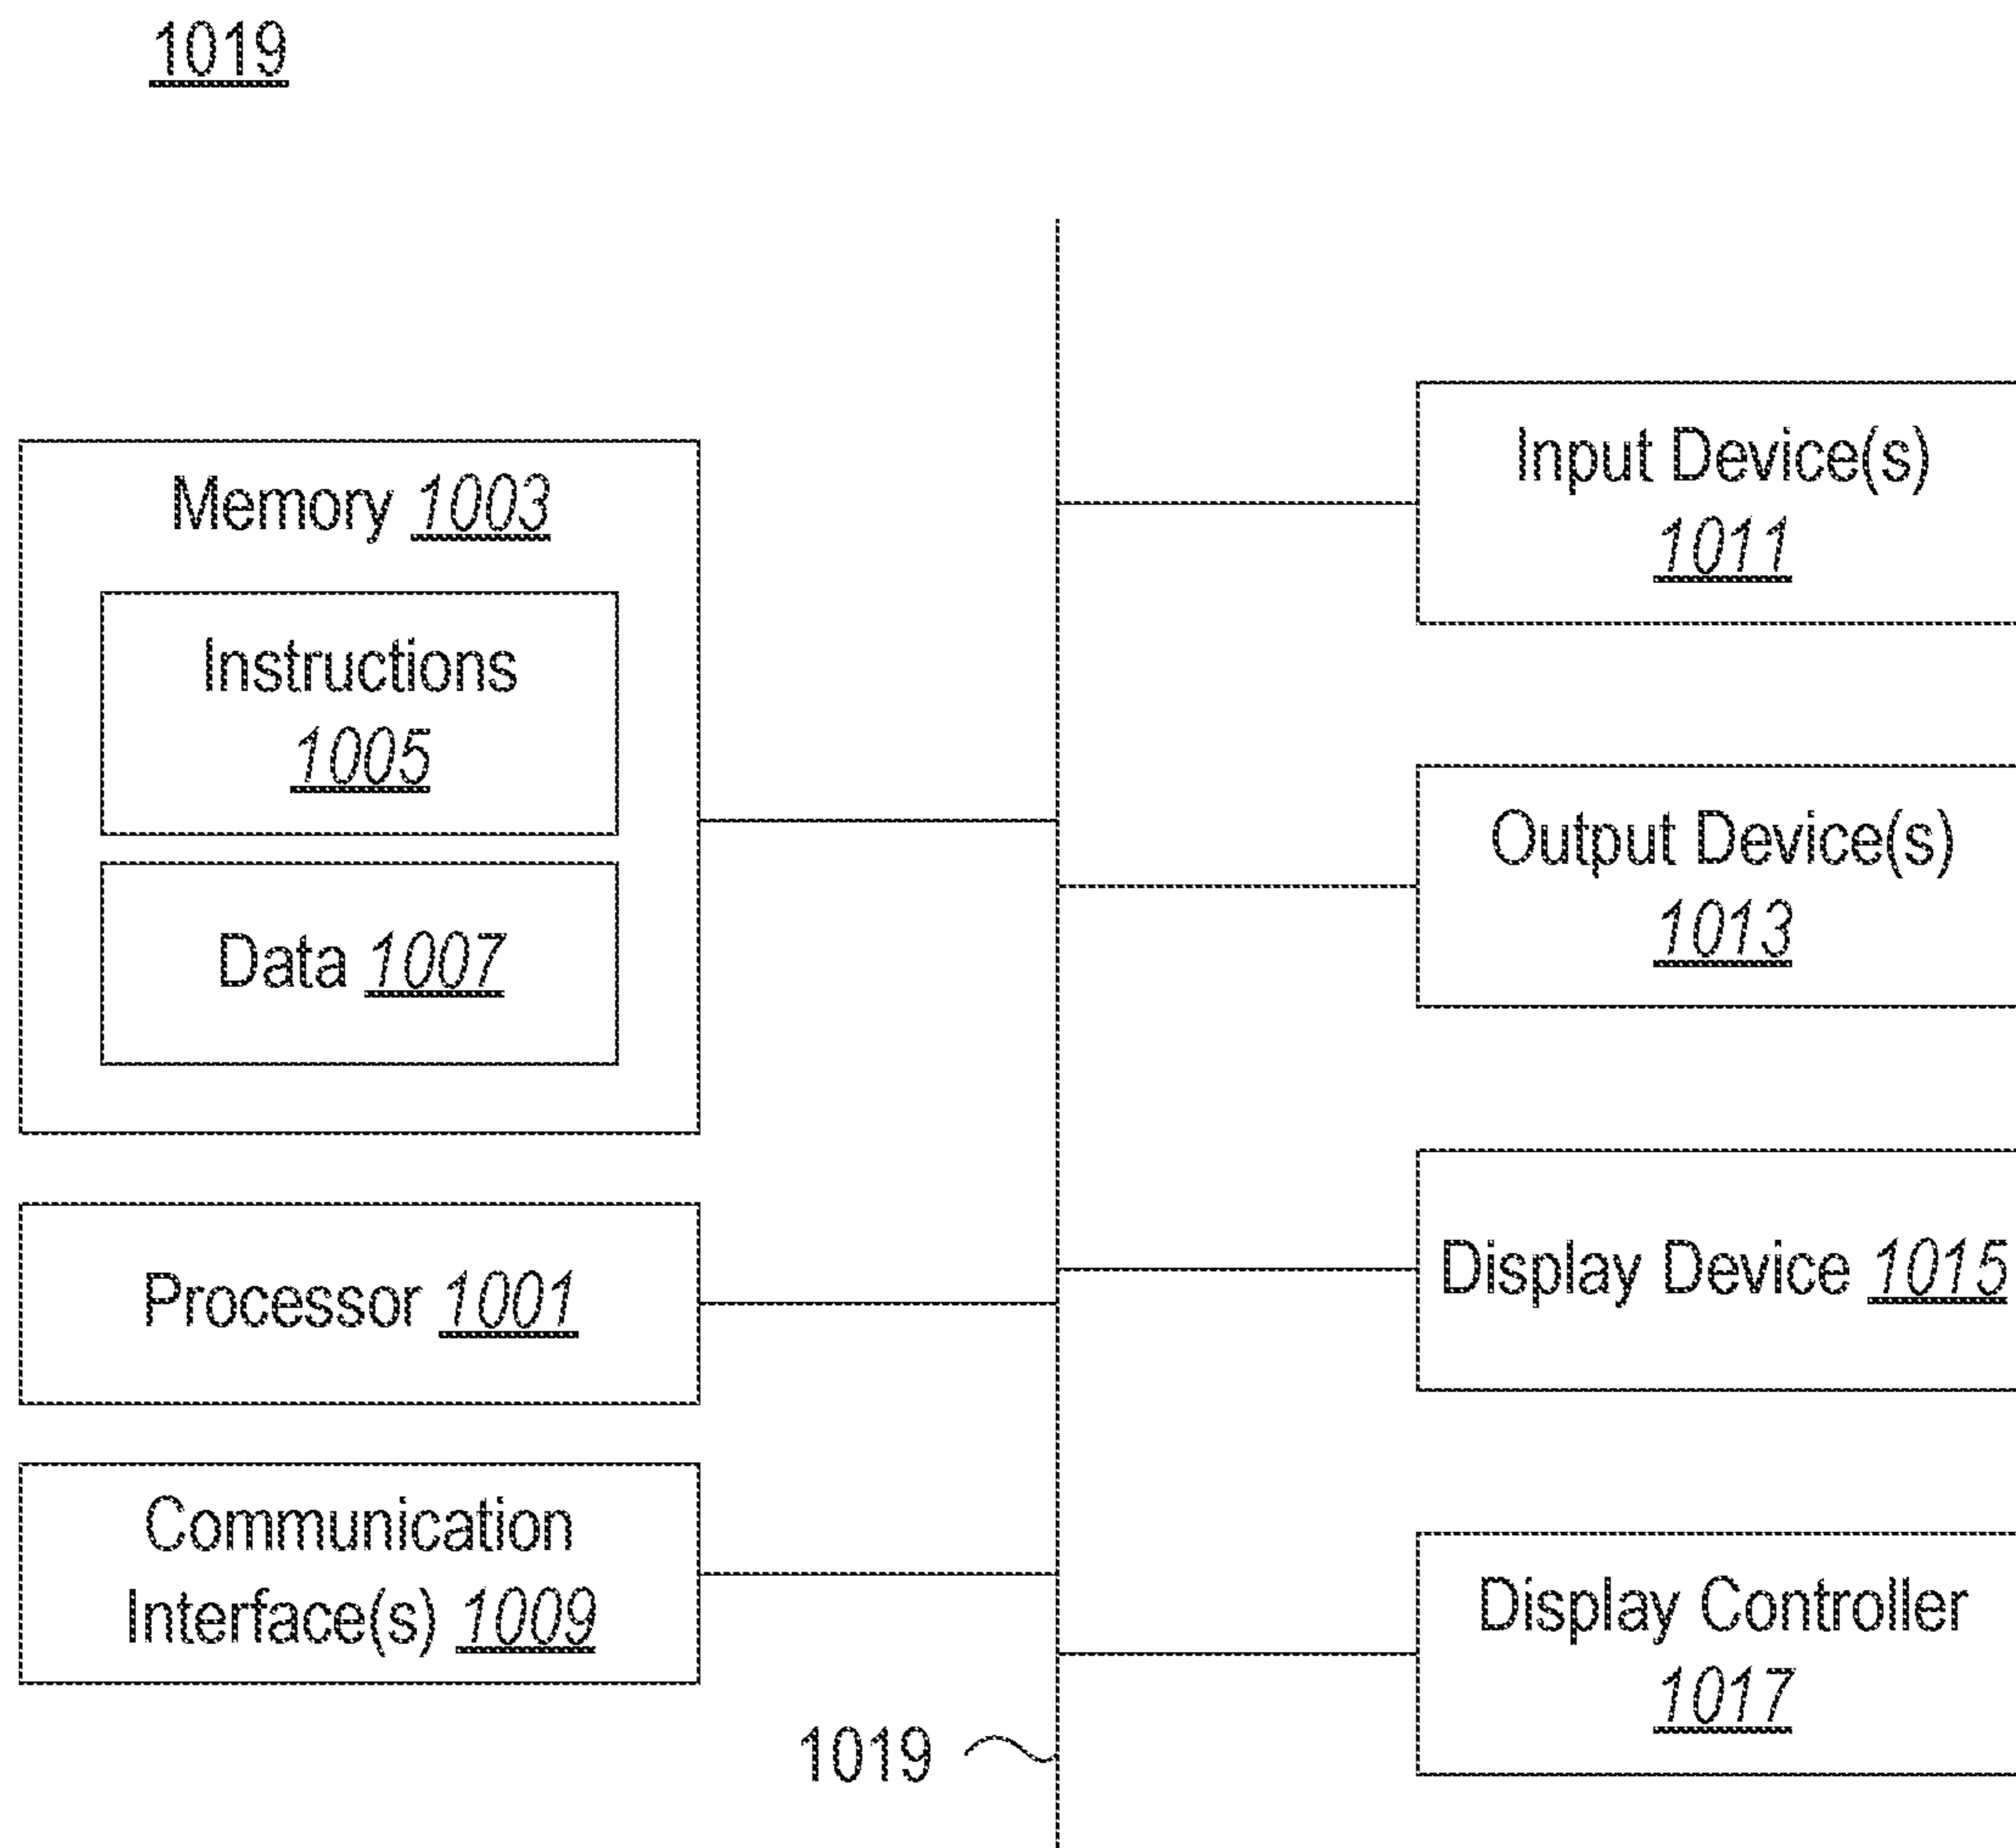 1019
Memory 1003
Instructions
1005
Data 1007
Processor 1001
Communication
Interface(s) 1009
Input Device(s)
1011
Output Device(s)
1013
Display Device 1015
Display Controller
1017
1019